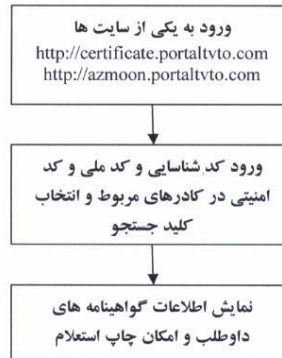 ورود به یکی از سایت ها
http://certificate.portaltvto.com
http://azmoon.portaltvto.com
ورود کد شناسایی و کد ملی و کد
امنیتی در کادرهای مربوط و انتخاب
کلید جستجو
نمایش اطلاعات گواهینامه های
داوطلب و امکان چاپ استعلام